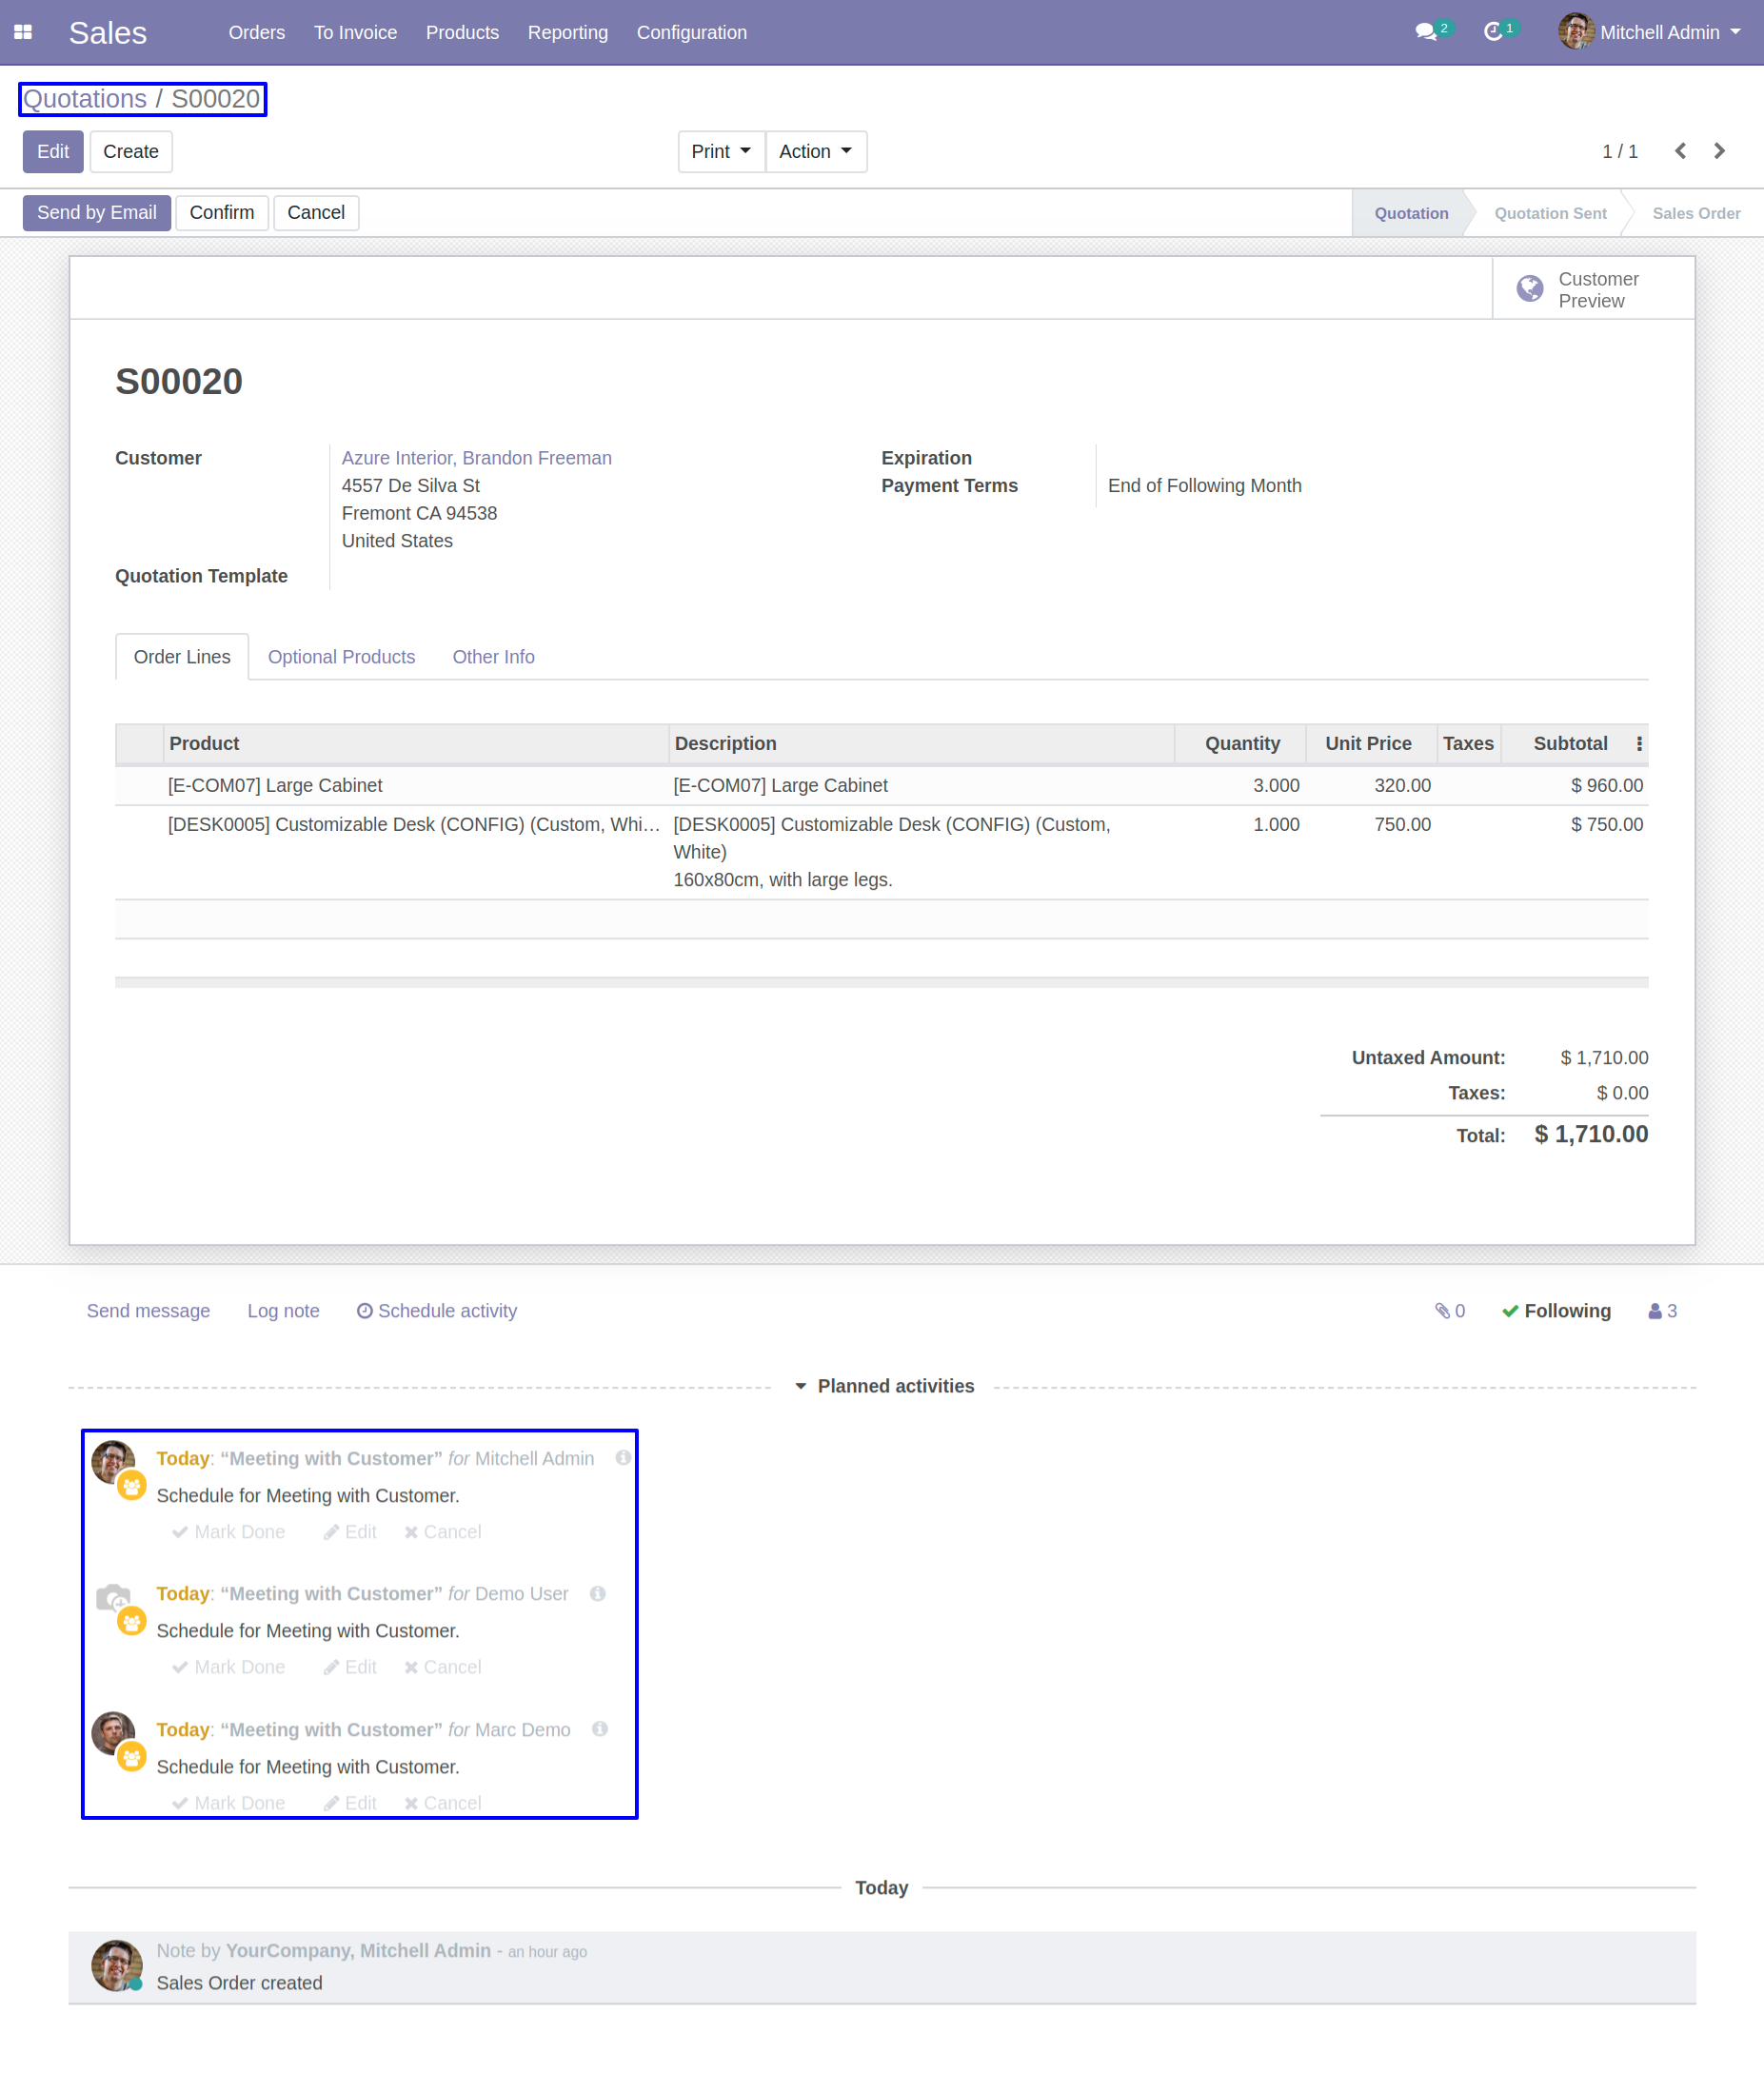 Sales Orders To Invoice Products Reporting Configuration 2 1 Mitchell Admin
Quotations / S00020
Edit Create Print Action 1 / 1
Send by Email Confirm Cancel Quotation Quotation Sent Sales Order
Customer
Preview
S00020
Customer Azure Interior, Brandon Freeman Expiration
4557 De Silva St Payment Terms End of Following Month
Fremont CA 94538
United States
Quotation Template
Order Lines Optional Products Other Info
Product Description Quantity Unit Price Taxes Subtotal
[E-COM07] Large Cabinet [E-COM07] Large Cabinet 3.000 320.00 $ 960.00
[DESK0005] Customizable Desk (CONFIG) (Custom, Whi… [DESK0005] Customizable Desk (CONFIG) (Custom, 1.000 750.00 $ 750.00
White)
160x80cm, with large legs.
Untaxed Amount: $ 1,710.00
Taxes: $ 0.00
Total: $ 1,710.00
Send message Log note Schedule activity 0 Following 3
Planned activities
Today: “Meeting with Customer” for Mitchell Admin
Schedule for Meeting with Customer.
Mark Done Edit Cancel
Today: “Meeting with Customer” for Demo User
Schedule for Meeting with Customer.
Mark Done Edit Cancel
Today: “Meeting with Customer” for Marc Demo
Schedule for Meeting with Customer.
Mark Done Edit Cancel
Today
Note by YourCompany, Mitchell Admin - an hour ago
Sales Order created